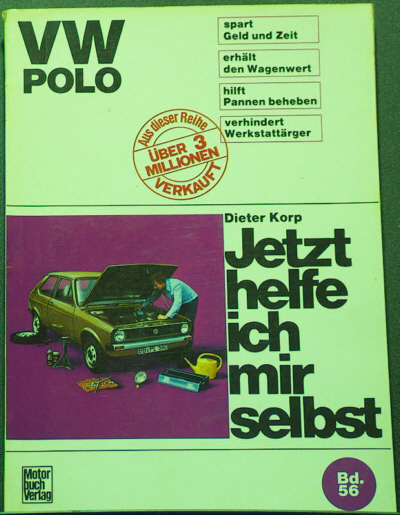 VW
POLO
spart
Geld und Zeit
erhält
den Wagenwert
hilft
Pannen beheben
verhindert
Werkstattärger
Aus dieser Reihe
ÜBER 3
MILLIONEN
VERKAUFT
Dieter Korp
Jetzt
helfe
ich
mir
selbst
Motor
buch
Verlag
Bd.
56